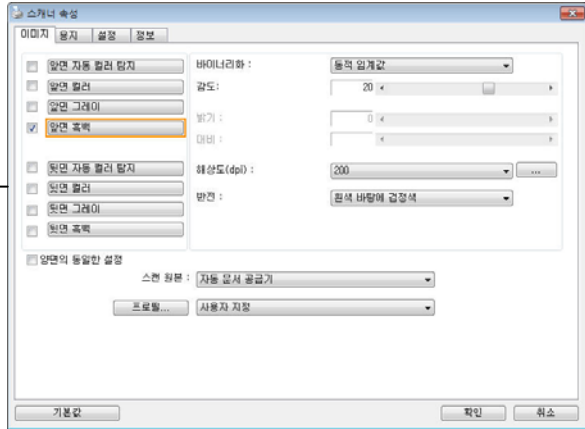 스캐너 속성
이미지 용지 설정 정보
앞면 자동 컬러 탐지
앞면 컬러
앞면 그레이
앞면 흑백
뒷면 자동 컬러 탐지
뒷면 컬러
뒷면 그레이
뒷면 흑백
바이너리화 : 동적 임계값
감도: 20
밝기 : 0
대비 :
해상도(dpi) : 200 ...
반전 : 흰색 바탕에 검정색
양면의 동일한 설정
스캔 원본 : 자동 문서 공급기
프로필... 사용자 지정
기본값 확인 취소